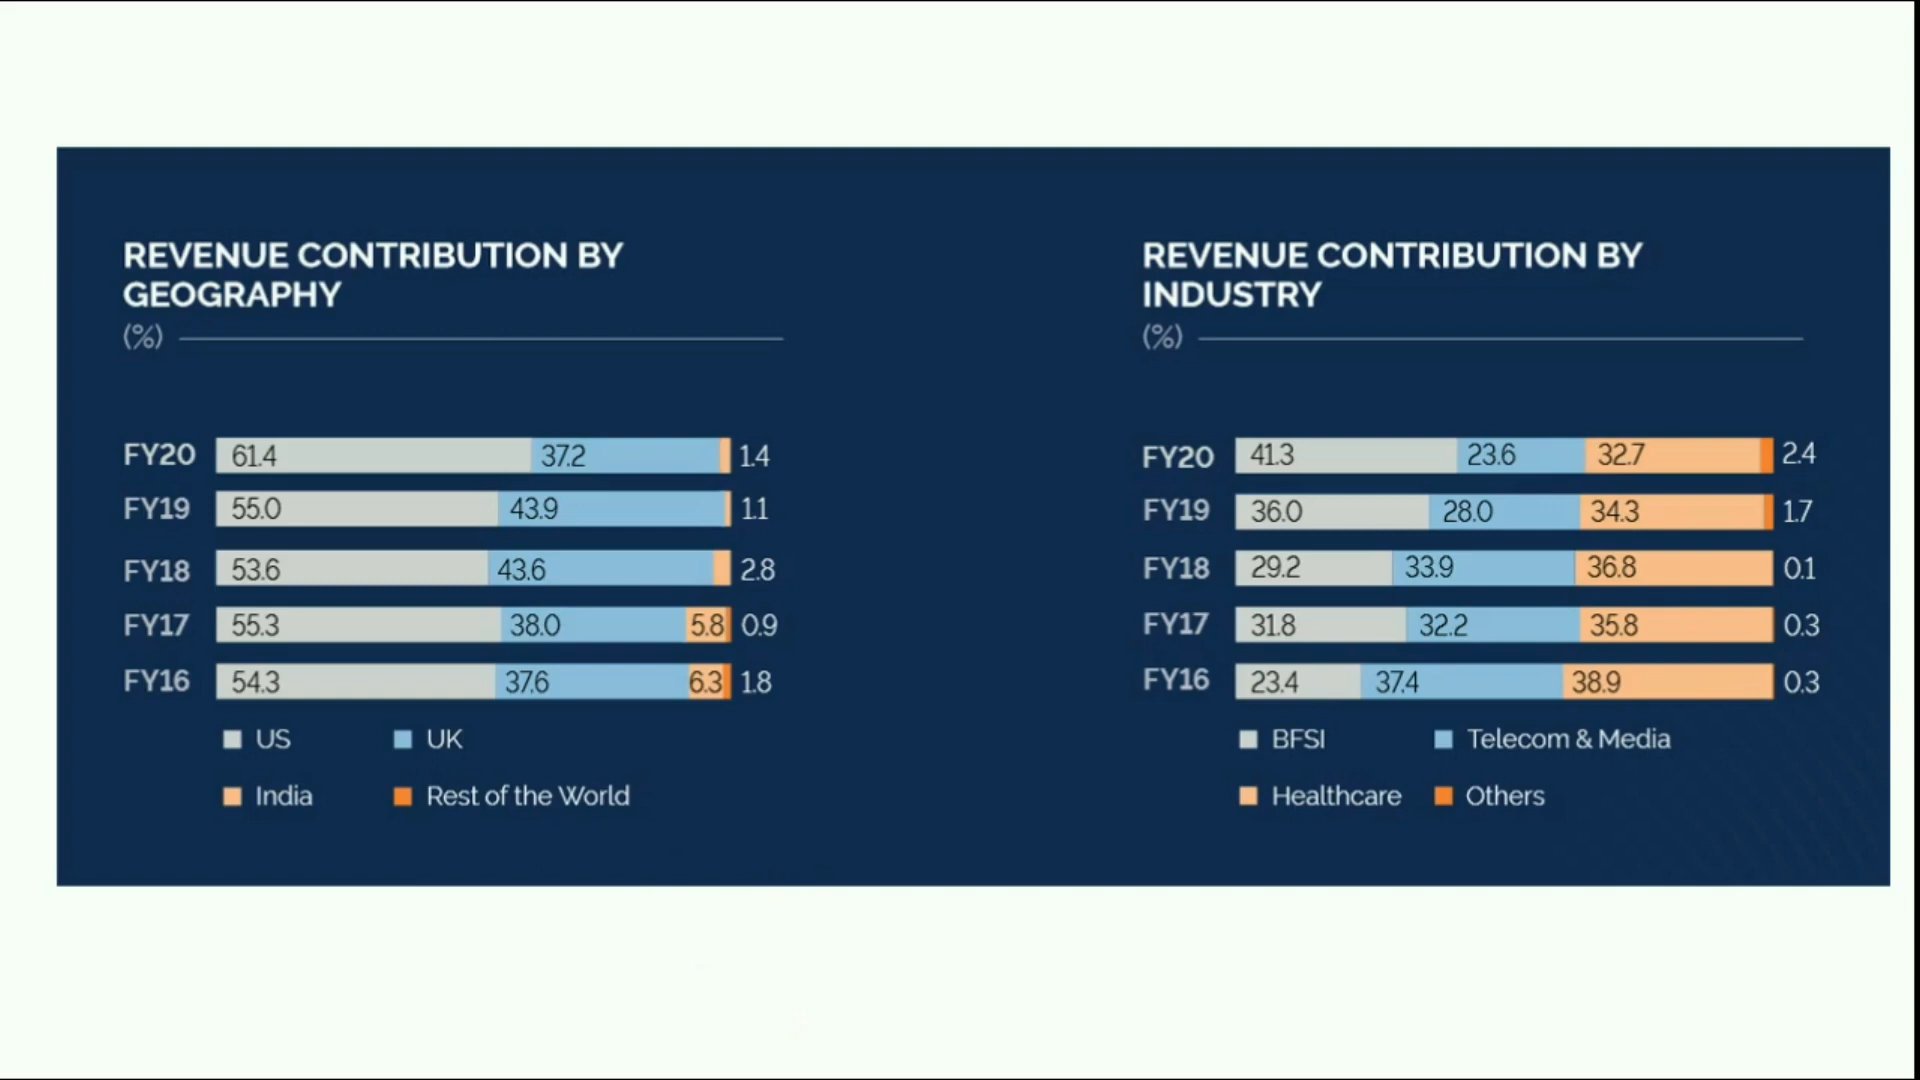 REVENUE CONTRIBUTION BY
GEOGRAPHY
(%)
FY20 61.4 37.2 1.4
FY19 55.0 43.9 1.1
FY18 53.6 43.6 2.8
FY17 55.3 38.0 5.8 0.9
FY16 54.3 37.6 6.3 1.8
US UK
India Rest of the World
REVENUE CONTRIBUTION BY
INDUSTRY
(%)
FY20 41.3 23.6 32.7 2.4
FY19 36.0 28.0 34.3 1.7
FY18 29.2 33.9 36.8 0.1
FY17 31.8 32.2 35.8 0.3
FY16 23.4 37.4 38.9 0.3
BFSI Telecom & Media
Healthcare Others